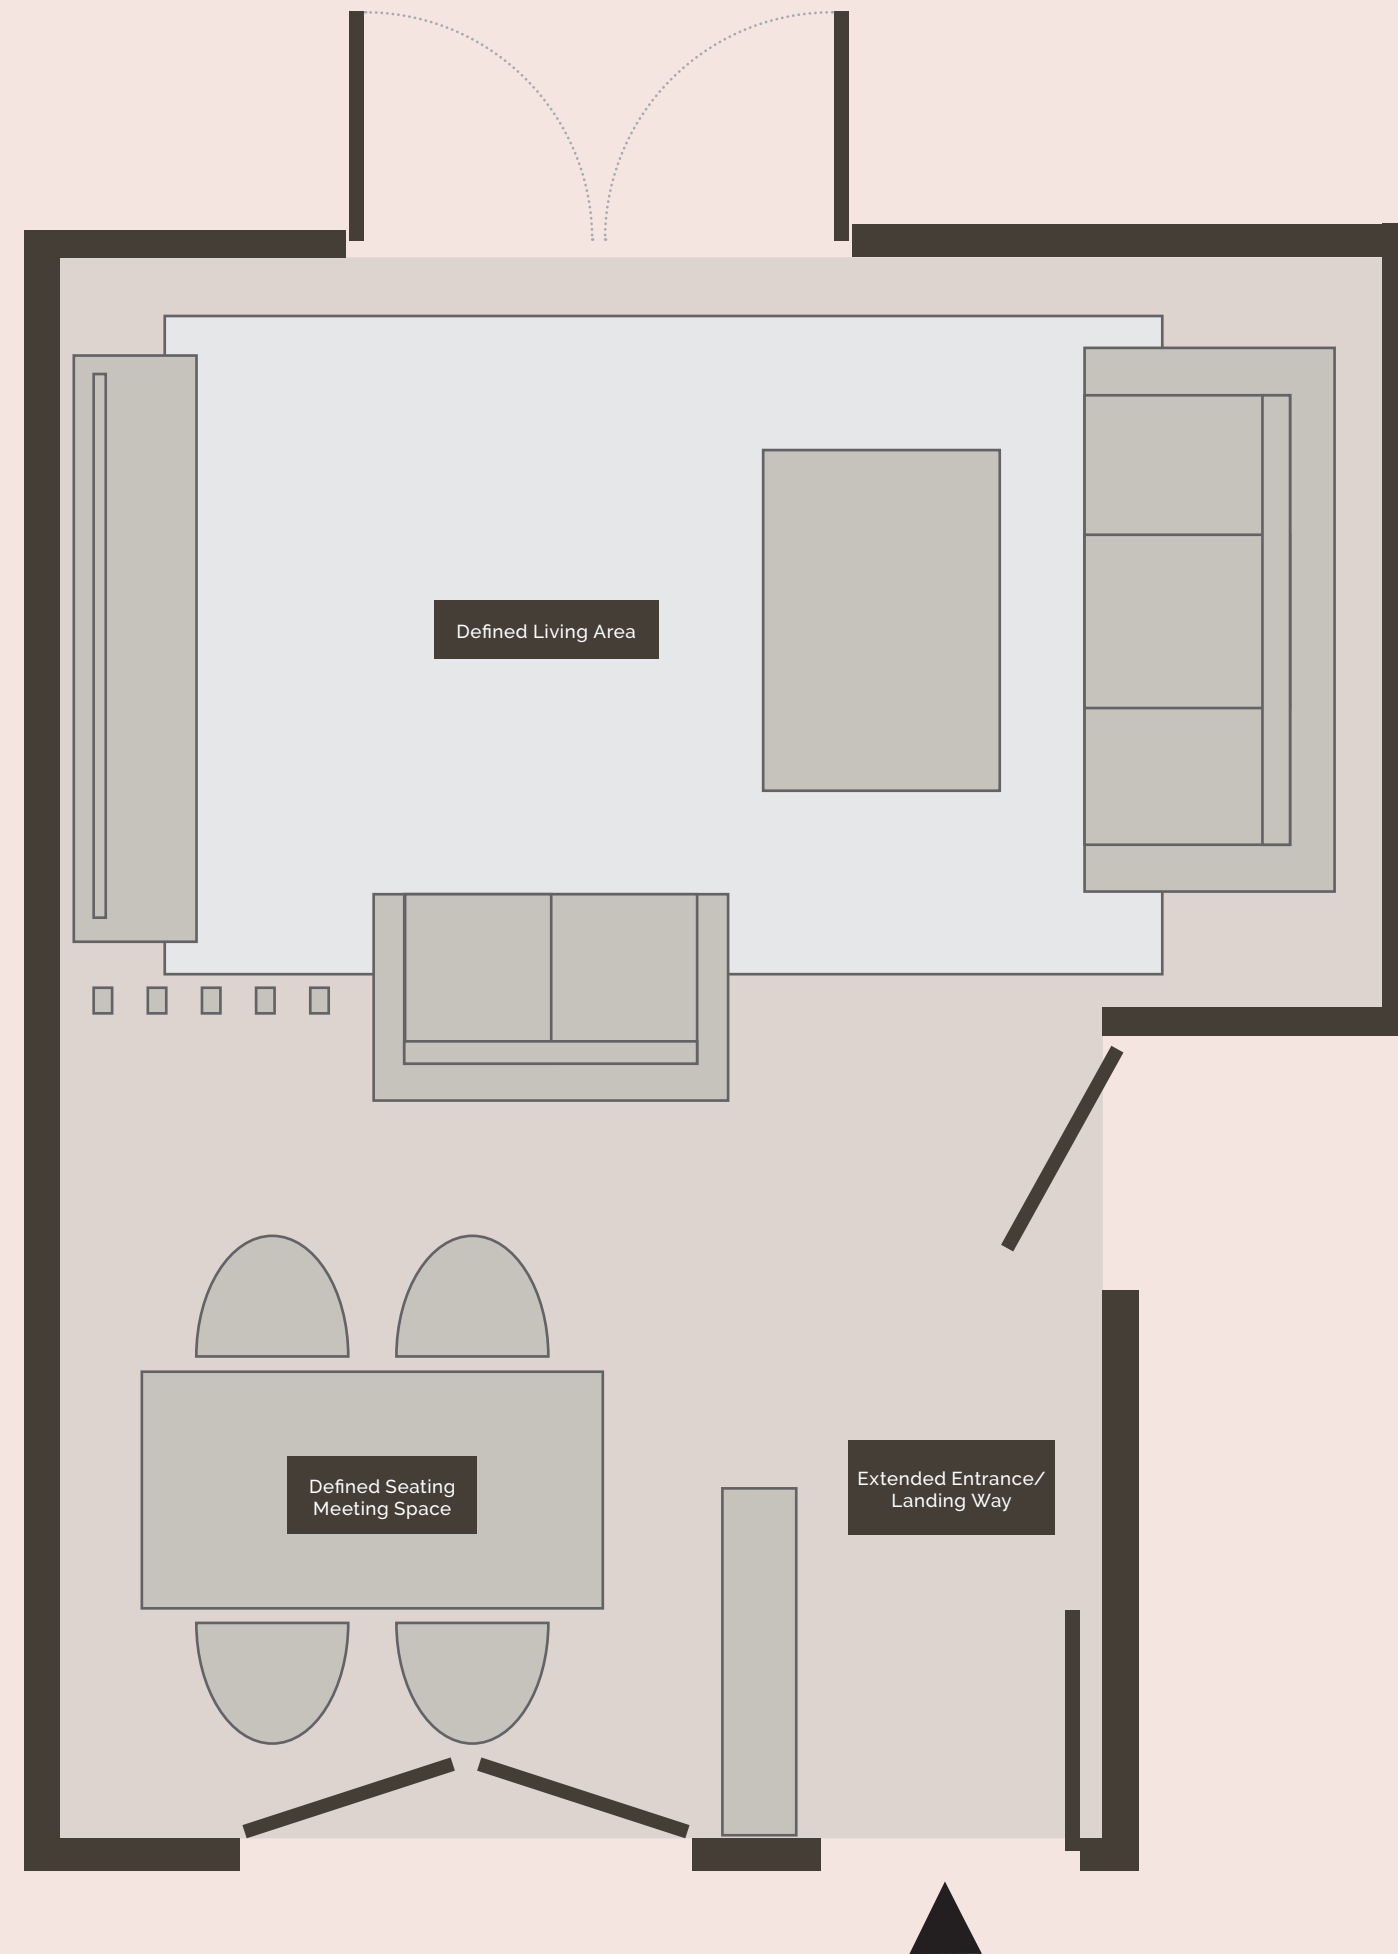 Defined Living Area
Defined Seating
Meeting Space
Extended Entrance/
Landing Way